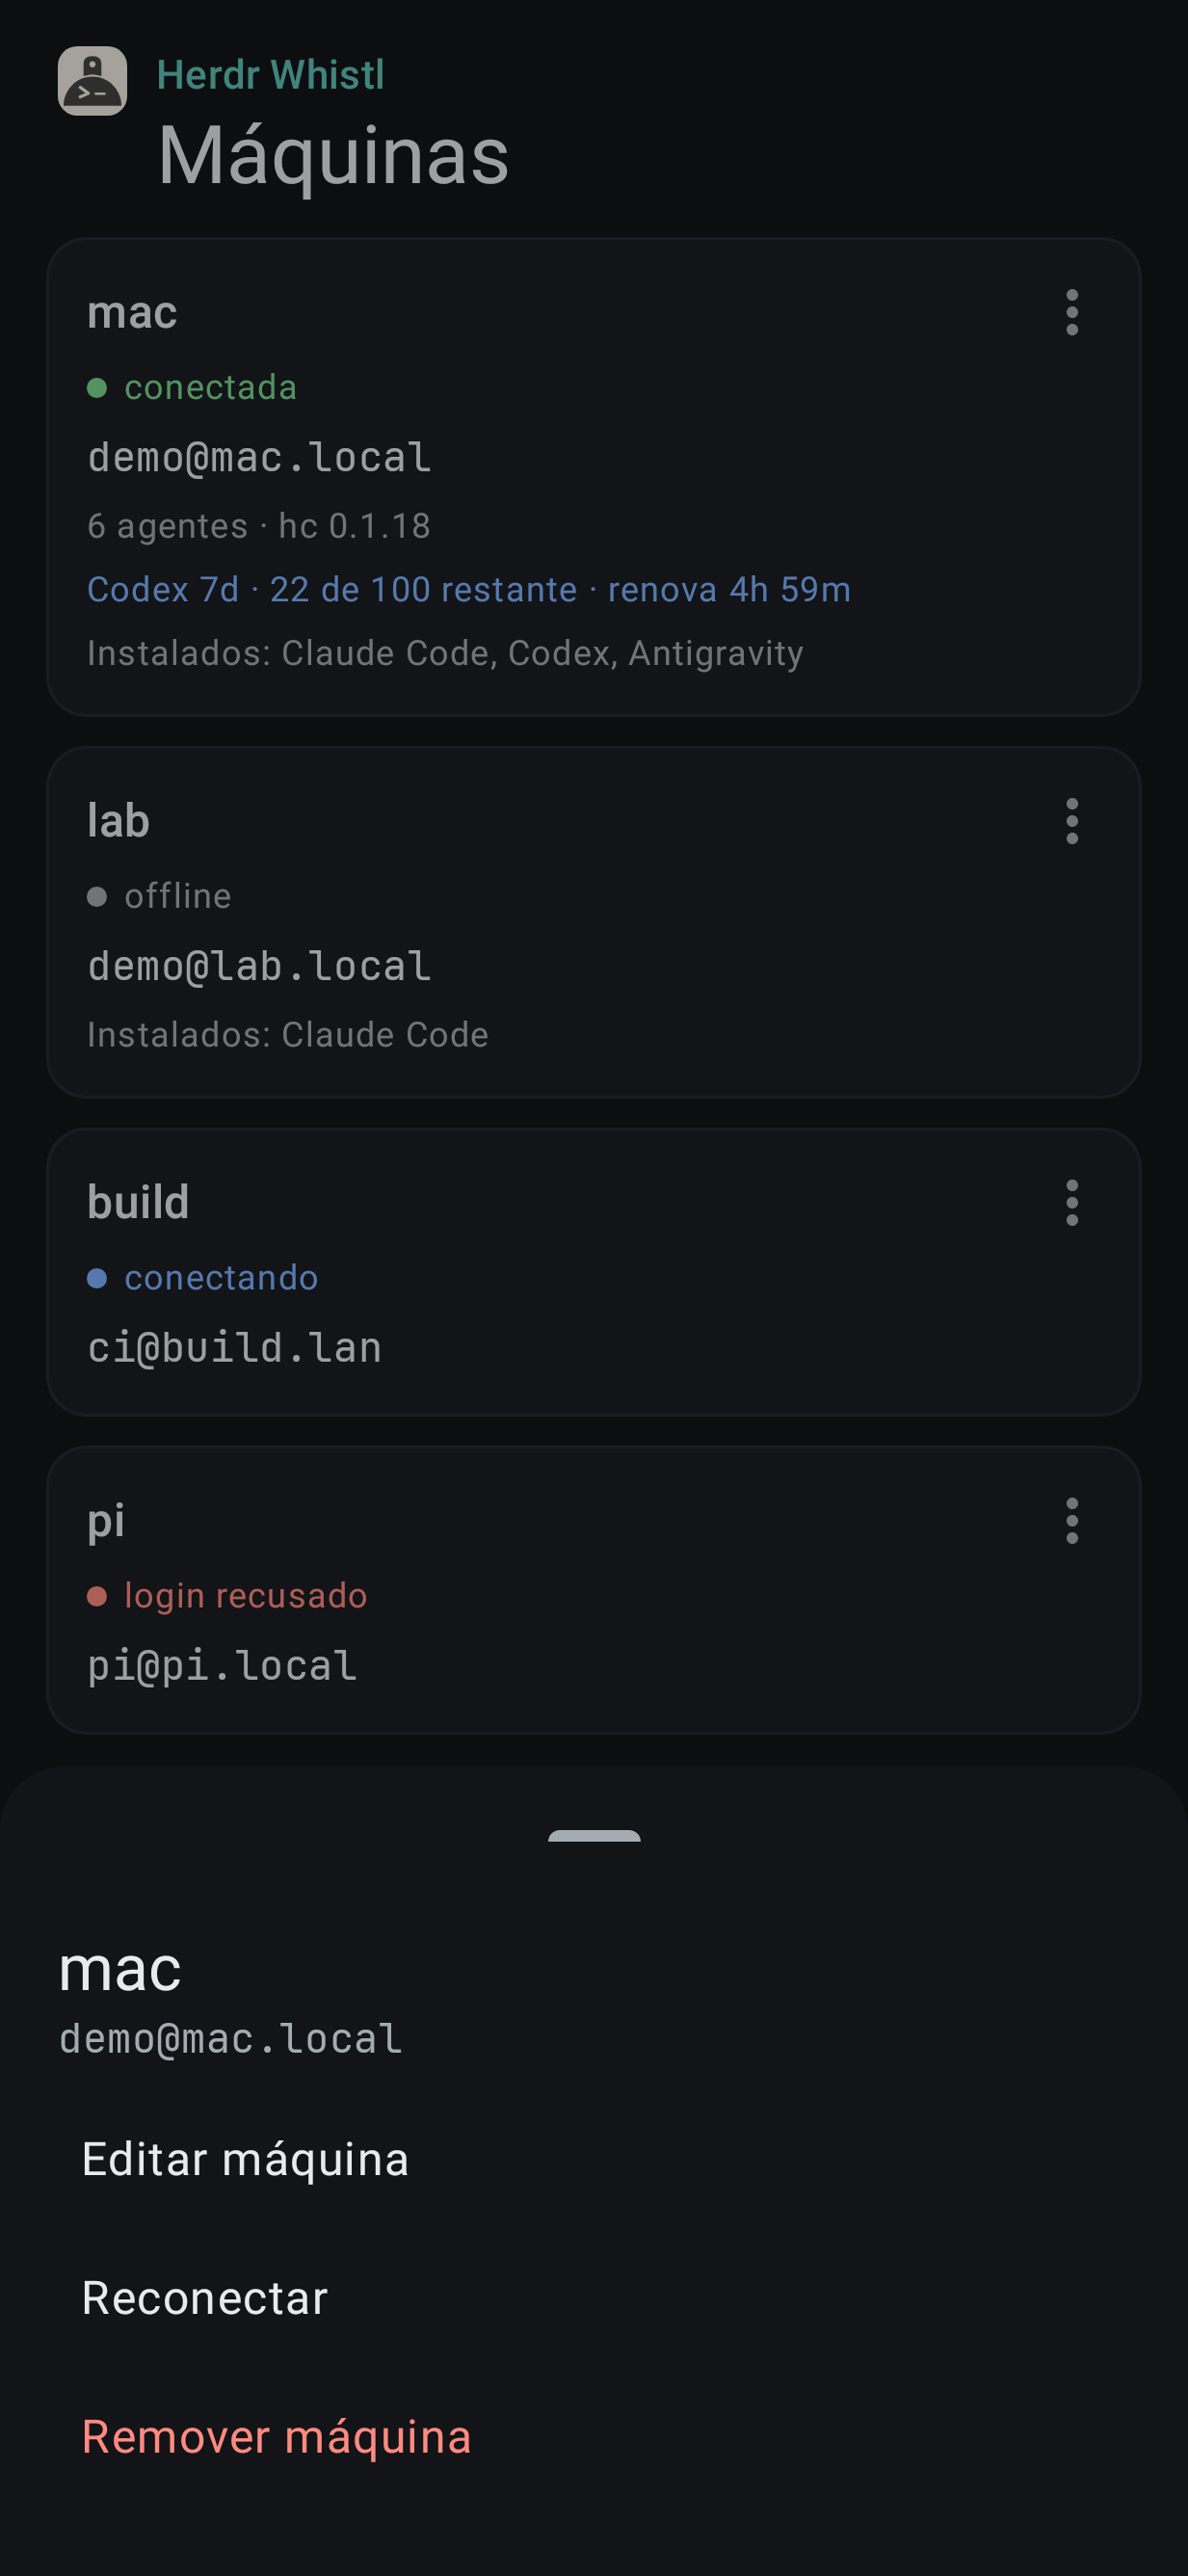 Herdr Whistl
Máquinas
mac
conectada
demo@mac.local
6 agentes · hc 0.1.18
Codex 7d · 22 de 100 restante · renova 4h 59m
Instalados: Claude Code, Codex, Antigravity
lab
offline
demo@lab.local
Instalados: Claude Code
build
conectando
ci@build.lan
pi
login recusado
pi@pi.local
mac
demo@mac.local
Editar máquina
Reconectar
Remover máquina